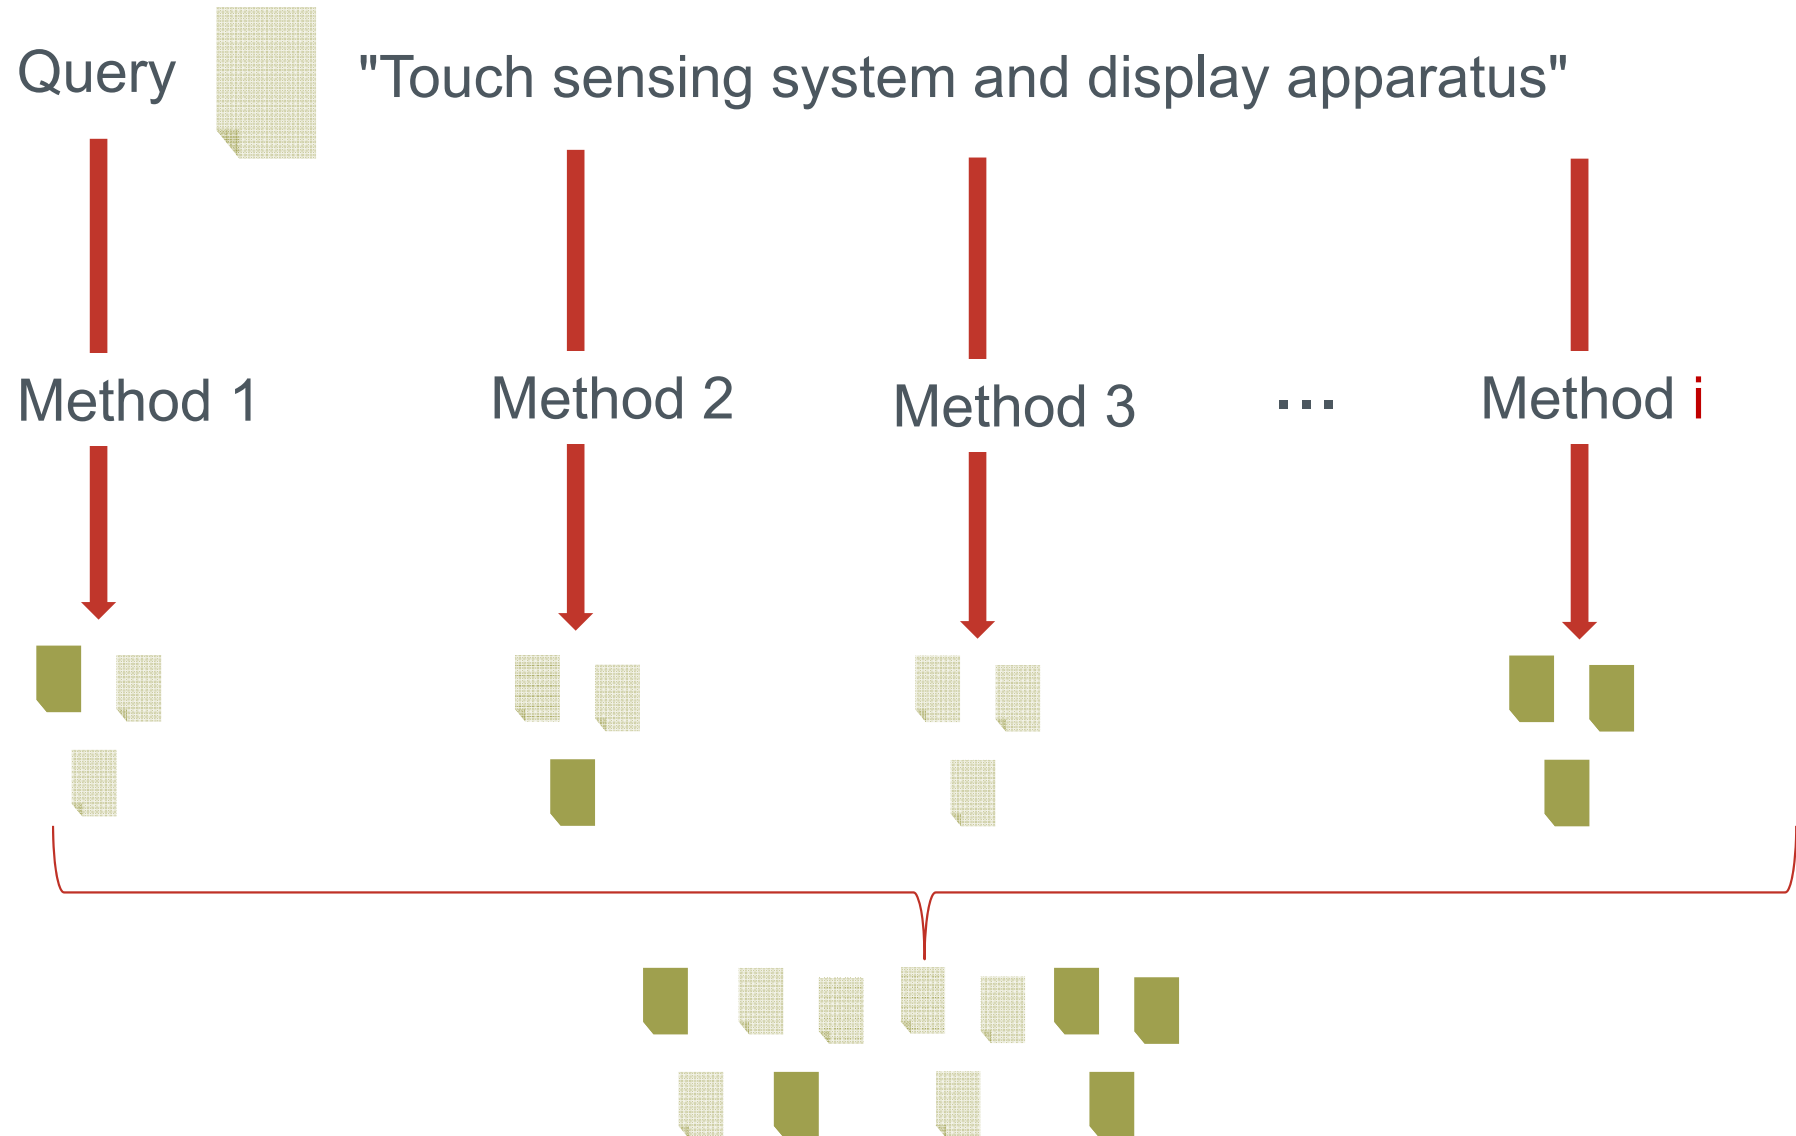 Query "Touch sensing system and display apparatus"
Method 1 Method 2 Method 3 ... Method i